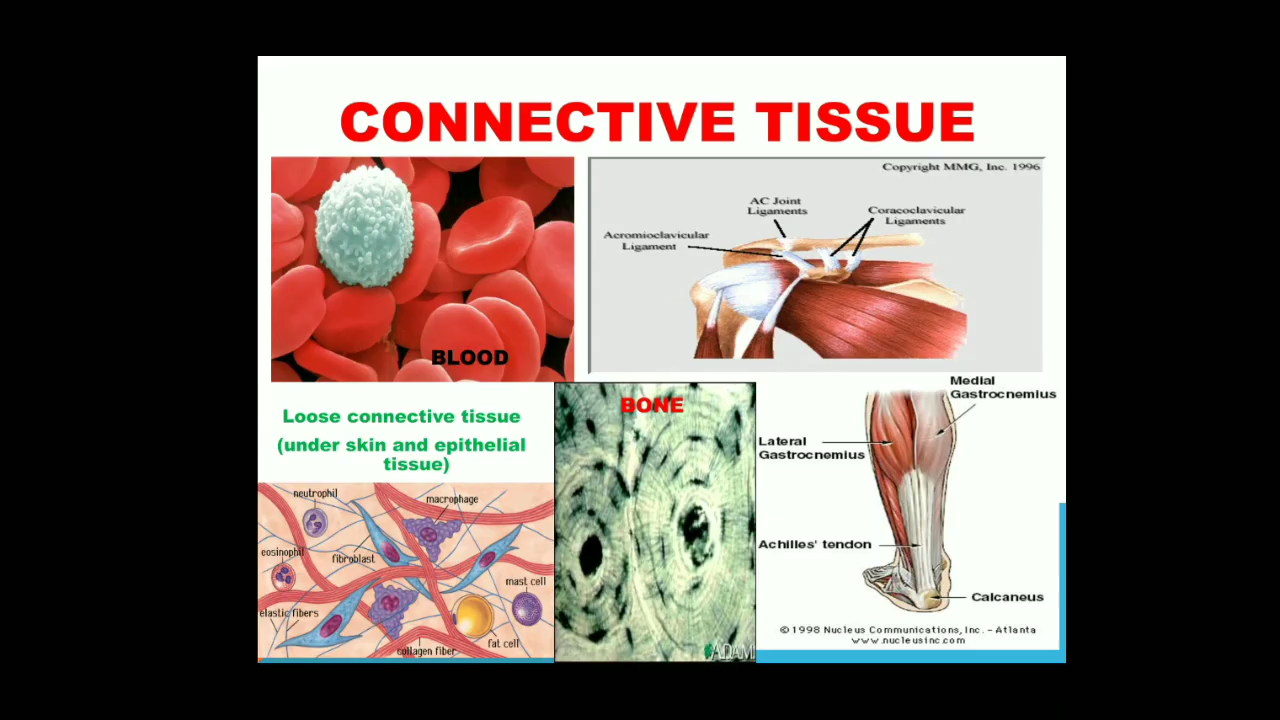 CONNECTIVE TISSUE
BLOOD
Copyright MMG, Inc. 1996
AC Joint
Ligaments
Coracoclavicular
Ligaments
Acromioclavicular
Ligament
Loose connective tissue
(under skin and epithelial
tissue)
neutrophil
macrophage
eosinophil
fibroblast
mast cell
elastic fibers
fat cell
collagen fiber
BONE
ADAM
Medial
Gastrocnemius
Lateral
Gastrocnemius
Achilles' tendon
Calcaneus
©1998 Nucleus Communications, Inc. - Atlanta
www.nucleusinc.com